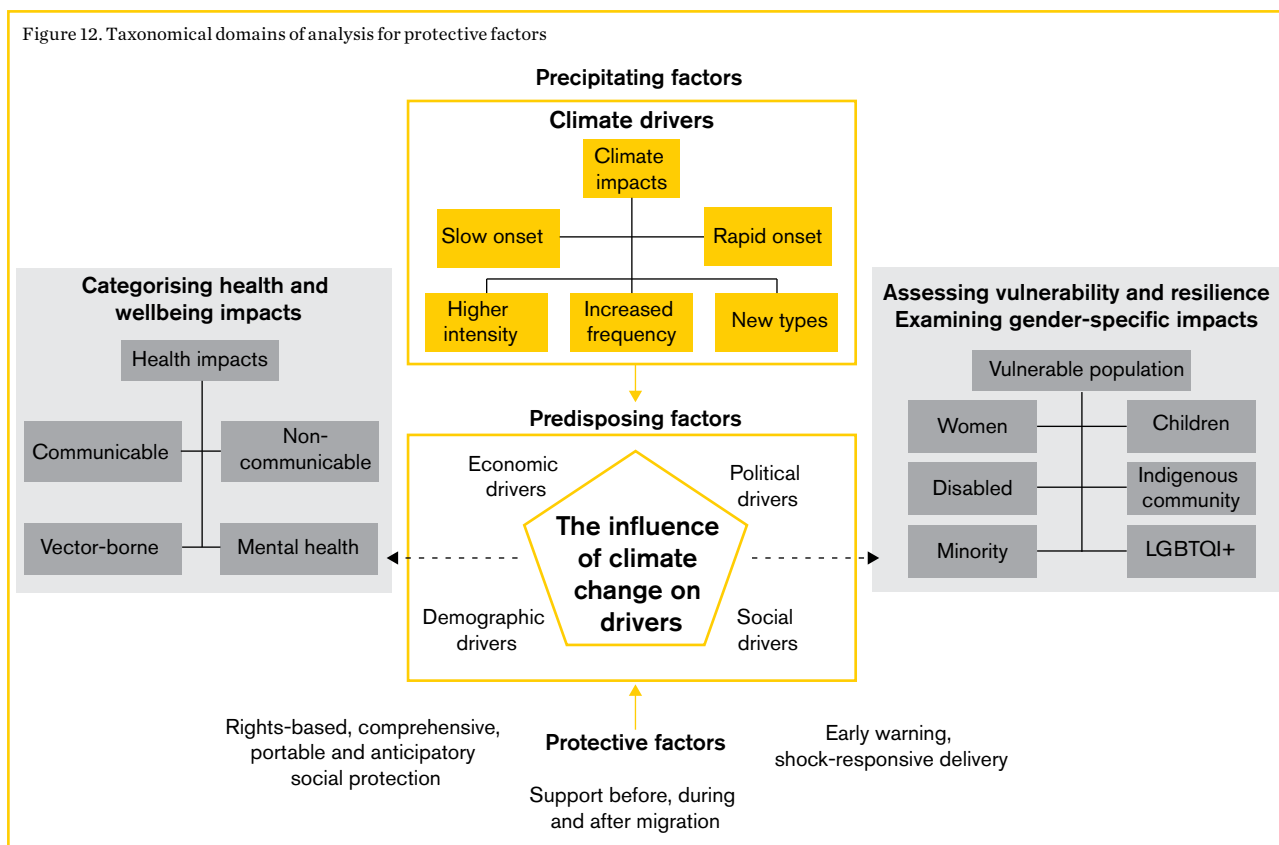 Figure 12. Taxonomical domains of analysis for protective factors
Precipitating factors
Climate drivers
Climate
impacts
Slow onset
Rapid onset
Higher
intensity
Increased
frequency
New types
Categorising health and
wellbeing impacts
Health impacts
Communicable
Non-
communicable
Vector-borne
Mental health
Predisposing factors
Economic
drivers
Political
drivers
The influence
of climate
change on
drivers
Demographic
drivers
Social
drivers
Assessing vulnerability and resilience
Examining gender-specific impacts
Vulnerable population
Women
Children
Disabled
Indigenous
community
Minority
LGBTQI+
Rights-based, comprehensive,
portable and anticipatory
social protection
Protective factors
Support before, during
and after migration
Early warning,
shock-responsive delivery